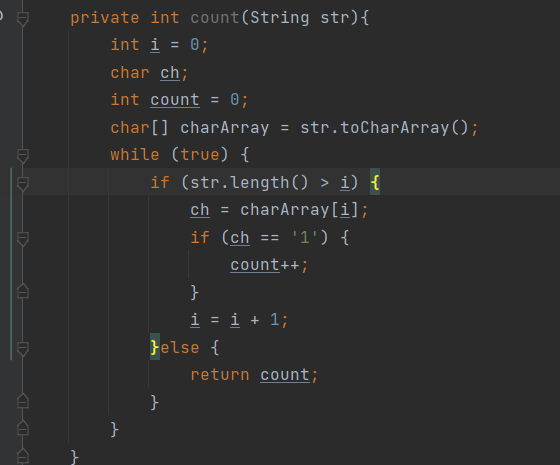 private int count(String str){
int i = 0;
char ch;
int count = 0;
char[] charArray = str.toCharArray();
while (true) {
if (str.length() > i) {
ch = charArray[i];
if (ch == '1') {
count++;
}
i = i + 1;
}else {
return count;
}
}
}